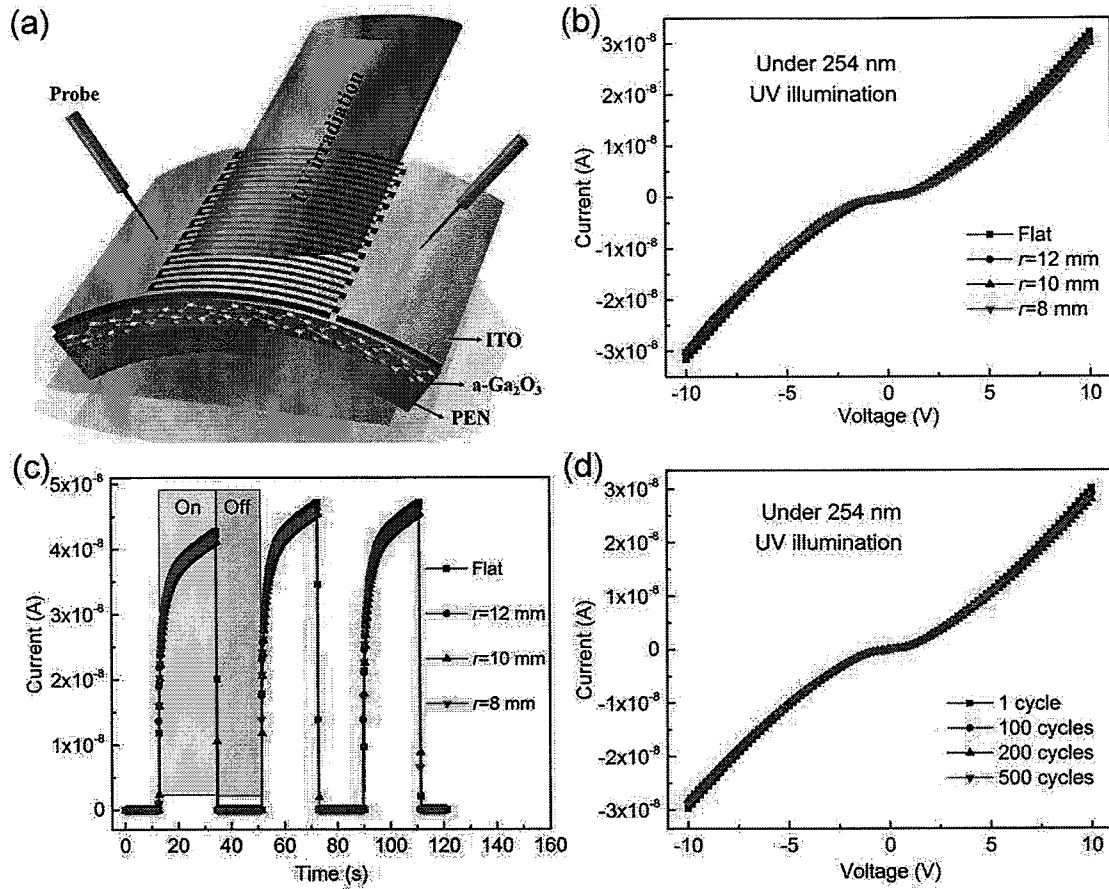 (a)
Probe
UV irradiation
ITO
a-Ga₂O₃
PEN
(b)
3x10⁻⁸
2x10⁻⁸
1x10⁻⁸
0
-1x10⁻⁸
-2x10⁻⁸
-3x10⁻⁸
Current (A)
Under 254 nm
UV illumination
Flat
r=12 mm
r=10 mm
r=8 mm
-10
-5
0
5
10
Voltage (V)
(c)
5x10⁻⁸
4x10⁻⁸
3x10⁻⁸
2x10⁻⁸
1x10⁻⁸
0
Current (A)
On
Off
Flat
r=12 mm
r=10 mm
r=8 mm
0
20
40
60
80
100
120
140
160
Time (s)
(d)
3x10⁻⁸
2x10⁻⁸
1x10⁻⁸
0
-1x10⁻⁸
-2x10⁻⁸
-3x10⁻⁸
Current (A)
Under 254 nm
UV illumination
1 cycle
100 cycles
200 cycles
500 cycles
-10
-5
0
5
10
Voltage (V)